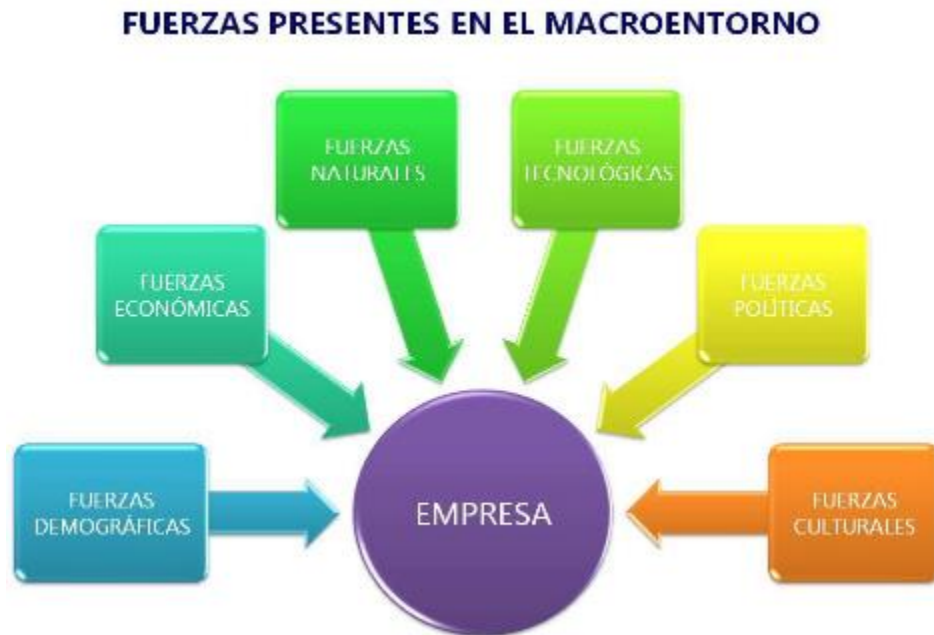 FUERZAS PRESENTES EN EL MACROENTORNO
FUERZAS
NATURALES
FUERZAS
TECNOLÓGICAS
FUERZAS
ECONÓMICAS
FUERZAS
POLÍTICAS
FUERZAS
DEMOGRÁFICAS
EMPRESA
FUERZAS
CULTURALES